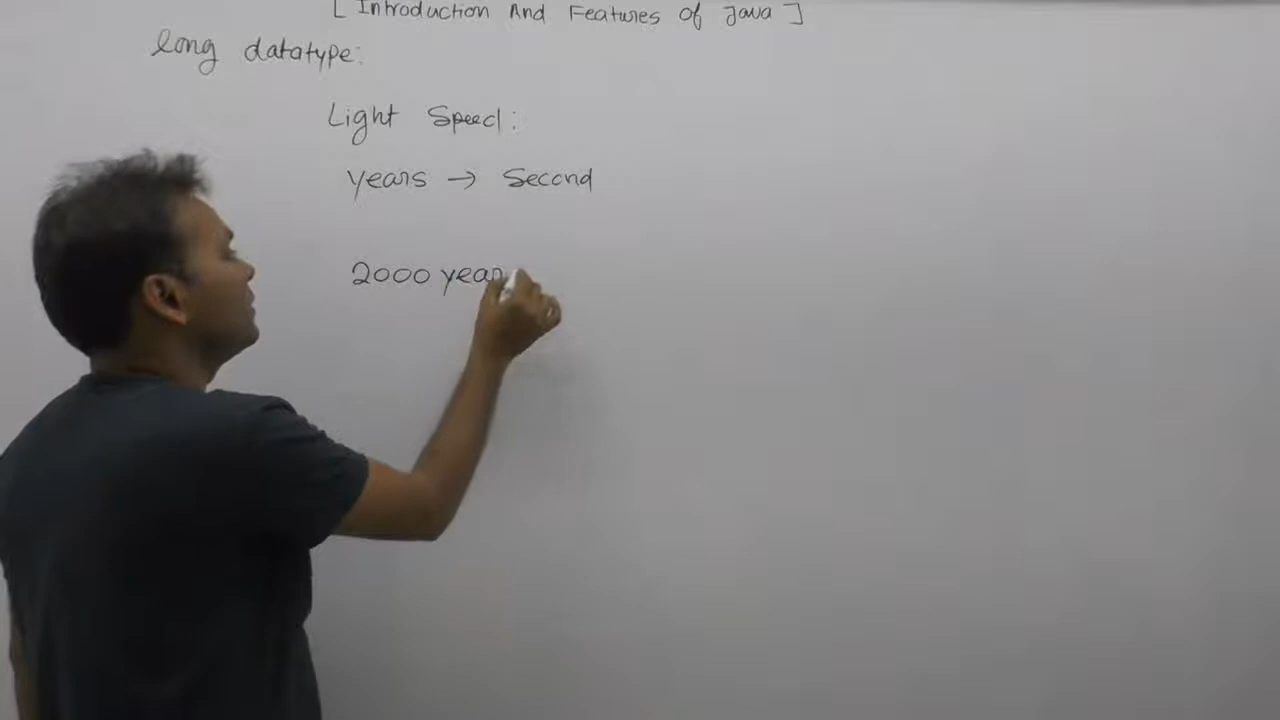 [ Introduction And Features of Java ]
long datatype:
Light Speed:
years → Second
2000 year